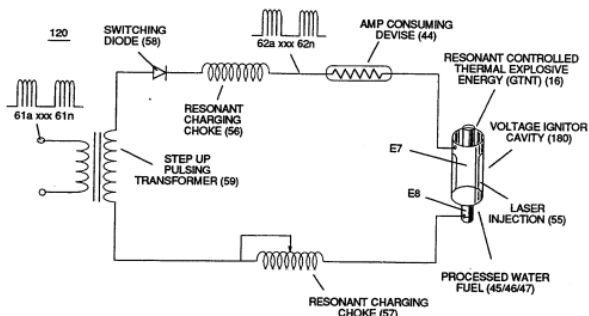 120
SWITCHING
DIODE (58)
62a xxx 62n
AMP CONSUMING
DEVISE (44)
RESONANT CONTROLLED
THERMAL EXPLOSIVE
ENERGY (GTNT) (16)
61a xxx 61n
RESONANT
CHARGING
CHOKE (56)
VOLTAGE IGNITOR
CAVITY (180)
E7
STEP UP
PULSING
TRANSFORMER (59)
E8
LASER
INJECTION (55)
PROCESSED WATER
FUEL (45/46/47)
RESONANT CHARGING
CHOKE (57)